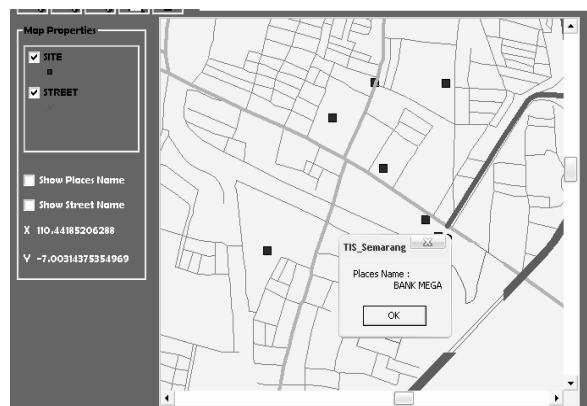 Map Properties
SITE
STREET
Show Places Name
Show Street Name
X 110.44185206288
Y -7.00314375354969
TIS_Semarang
Places Name :
BANK MEGA
OK